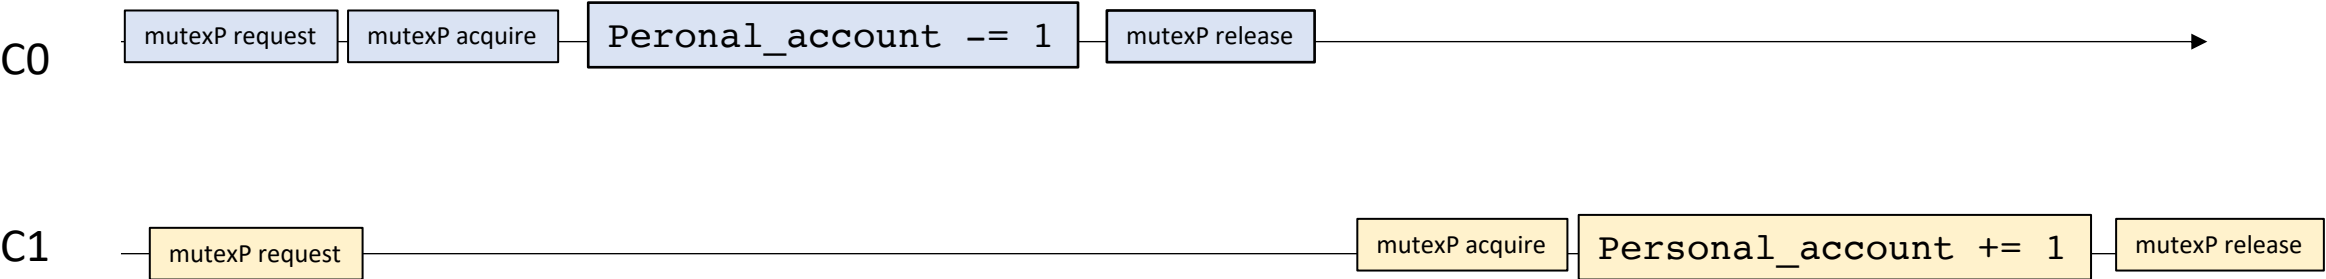 C0 mutexP request mutexP acquire Peronal_account -= 1 mutexP release
C1 mutexP request mutexP acquire Personal_account += 1 mutexP release